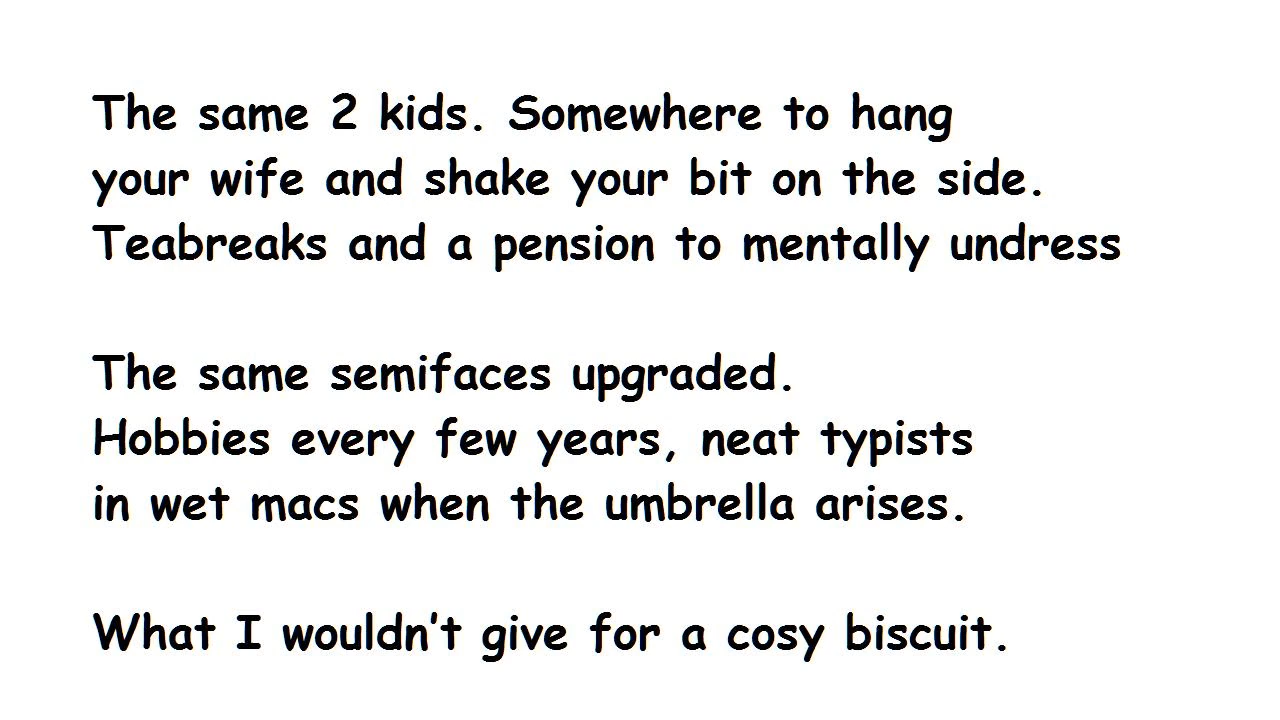 The same 2 kids. Somewhere to hang
your wife and shake your bit on the side.
Teabreaks and a pension to mentally undress
The same semifaces upgraded.
Hobbies every few years, neat typists
in wet macs when the umbrella arises.
What I wouldn't give for a cosy biscuit.